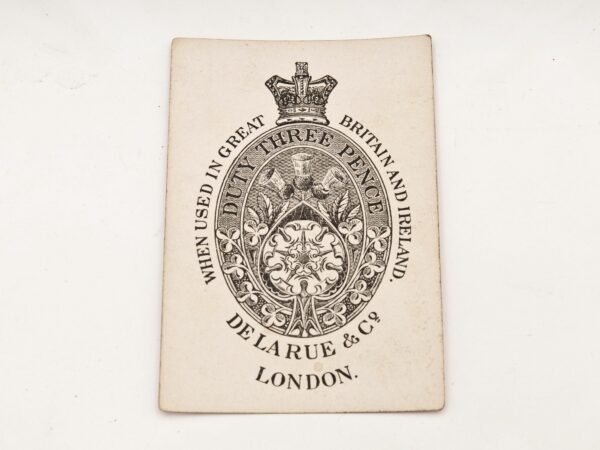 WHEN USED IN GREAT BRITAIN AND IRELAND.
DUTY THREE PENCE
DE LA RUE & Cº
LONDON.